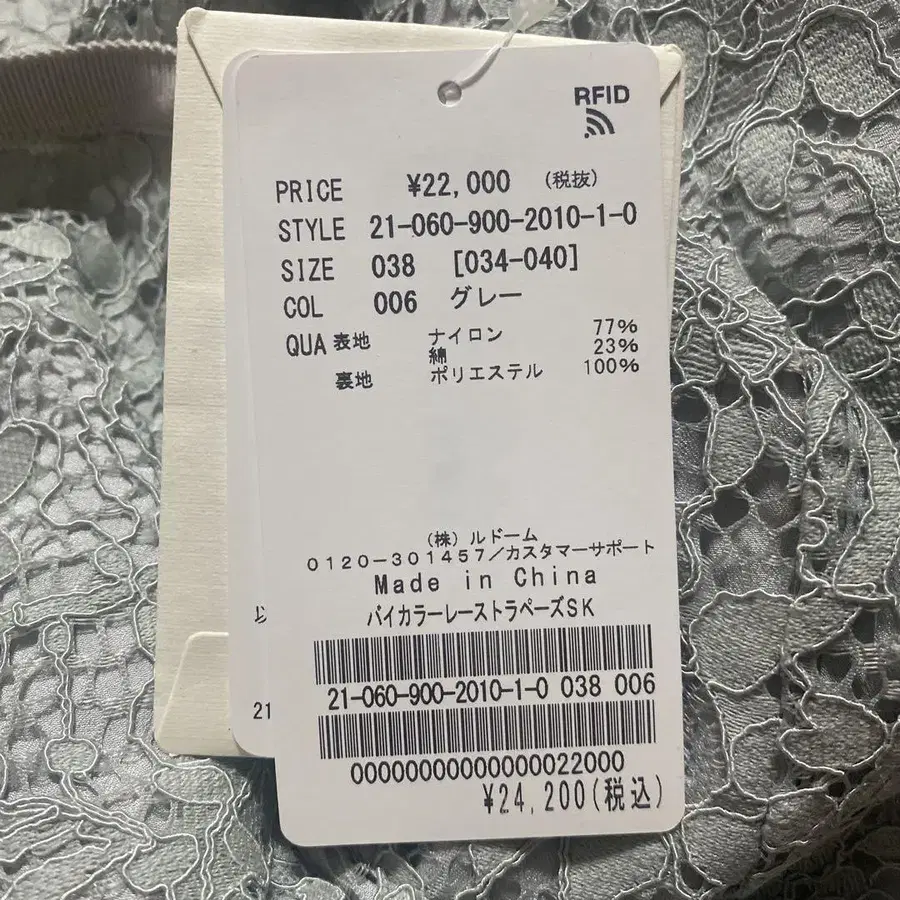 RFID
PRICE ¥22,000 (税抜)
STYLE 21-060-900-2010-1-0
SIZE 038 [034-040]
COL 006 グレー
QUA 表地 ナイロン 77%
綿 23%
裏地 ポリエステル 100%
(株)ルドーム
0120-301457/カスタマーサポート
Made in China
バイカラーレーストラペーズSK
21-060-900-2010-1-0 038 006
00000000000000022000
¥24,200(税込)
以
21